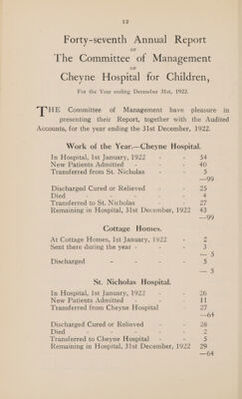 12
Forty-seventh Annual Report
OF
The Committee of Management
OF
Cheyne Hospital for Children,
For the Year ending December 31st, 1922.
THE Committee of Management have pleasure in
presenting their Report, together with the Audited
Accounts, for the year ending the 31st December, 1922.
Work of the Year.—Cheyne Hospital.
In Hospital, 1st January, 1922 - - 54
New Patients Admitted - - 40
Transferred from St. Nicholas - - 5
—99
Discharged Cured or Relieved - - 25
Died - - - - 4
Transferred to St. Nicholas - - 27
Remaining in Hospital, 31st December, 1922 43
—99
Cottage Homes.
At Cottage Homes, 1st January, 1922 - 2
Sent there during the year - - - 3
— 5
Discharged - - - - 5
— 5
St. Nicholas Hospital.
In Hospital, 1st January, 1922 - - 26
New Patients Admitted - - 11
Transferred from Cheyne Hospital - 27
—64
Discharged Cured or Relieved - - 28
Died - - - - 2
Transferred to Cheyne Hospital - - 5
Remaining in Hospital, 31st December, 1922 29
—64